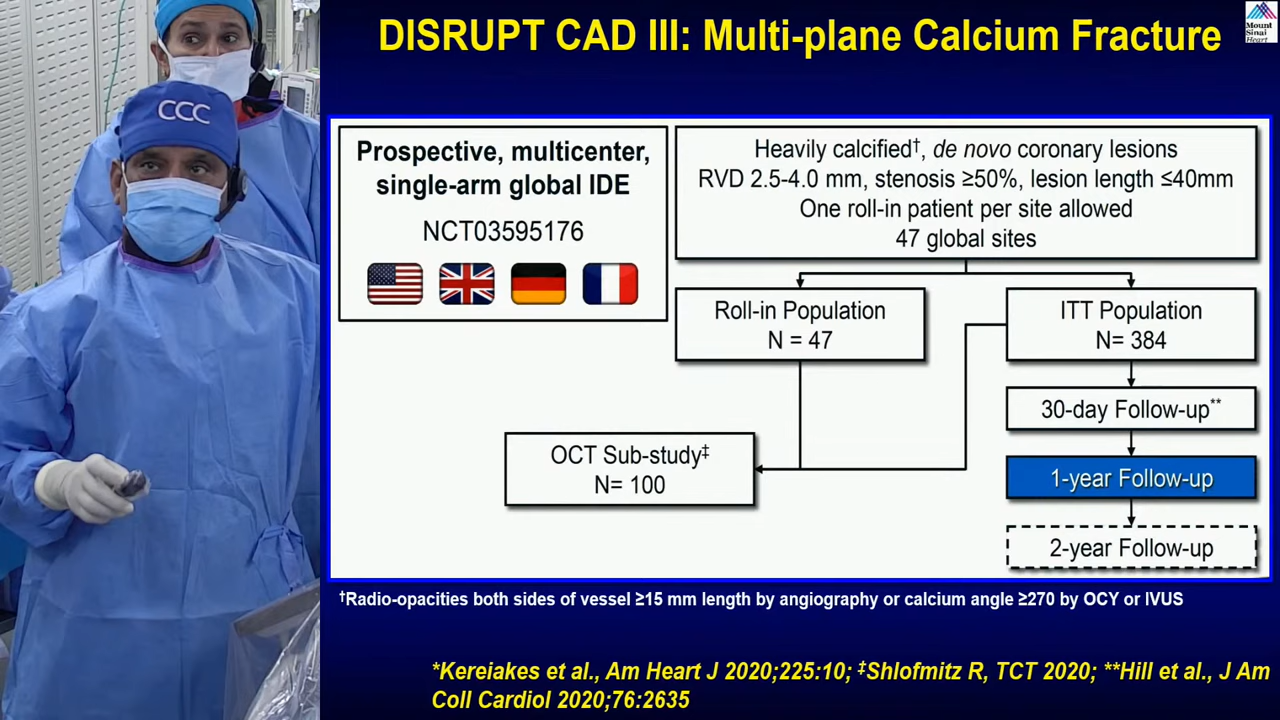 CCC
DISRUPT CAD III: Multi-plane Calcium Fracture
Mount
Sinai
Heart
Prospective, multicenter,
single-arm global IDE
NCT03595176
Heavily calcified†, de novo coronary lesions
RVD 2.5-4.0 mm, stenosis ≥50%, lesion length ≤40mm
One roll-in patient per site allowed
47 global sites
Roll-in Population
N = 47
ITT Population
N= 384
30-day Follow-up**
OCT Sub-study‡
N= 100
1-year Follow-up
2-year Follow-up
†Radio-opacities both sides of vessel ≥15 mm length by angiography or calcium angle ≥270 by OCY or IVUS
*Kereiakes et al., Am Heart J 2020;225:10; ‡Shlofmitz R, TCT 2020; **Hill et al., J Am
Coll Cardiol 2020;76:2635